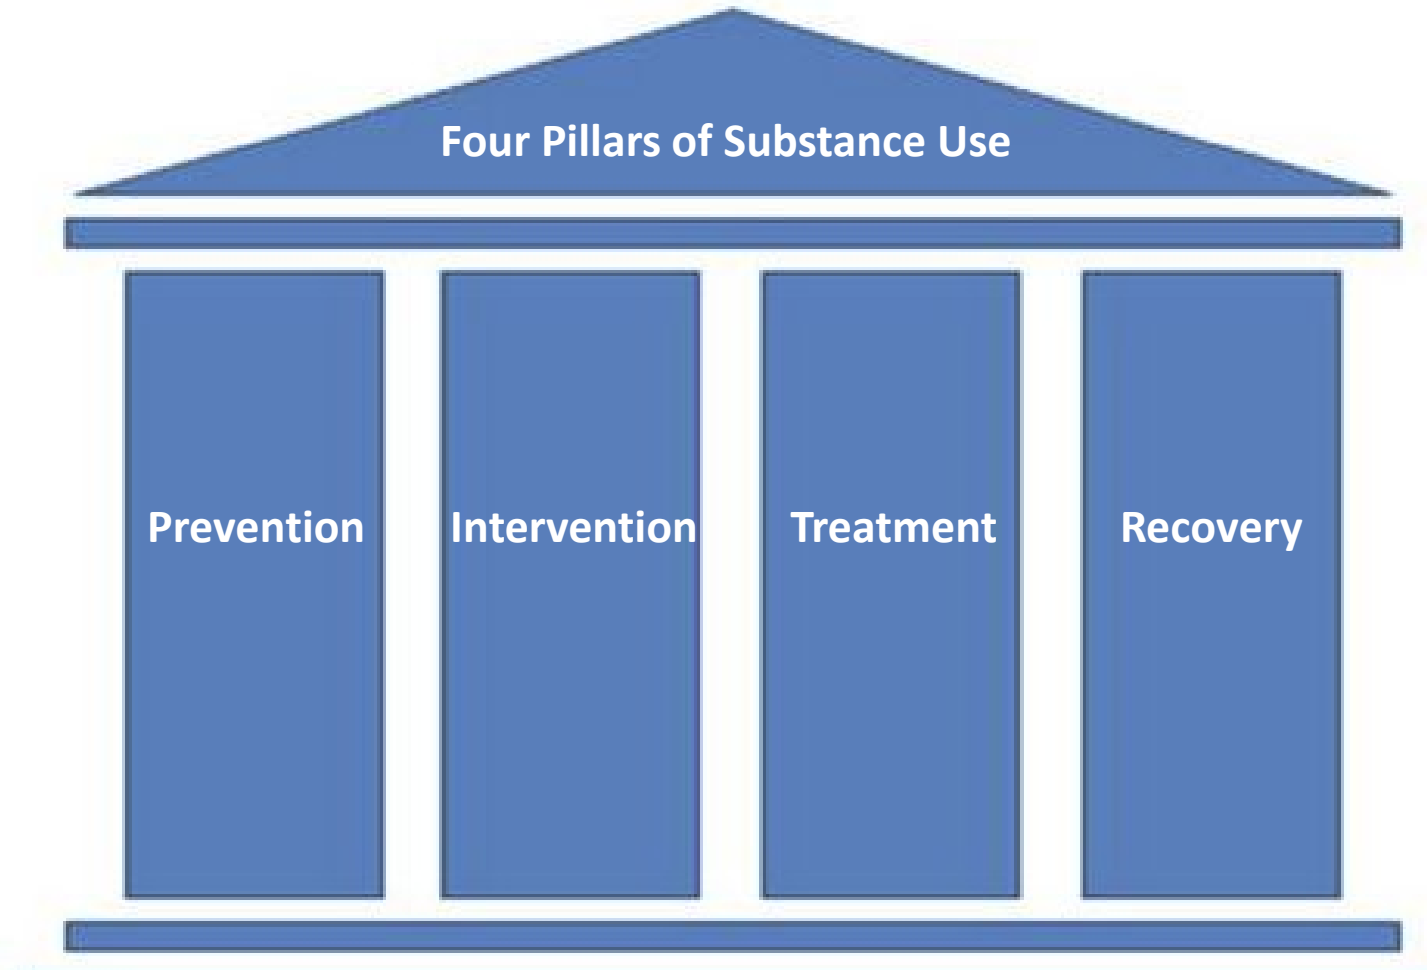 Four Pillars of Substance Use
Prevention
Intervention
Treatment
Recovery